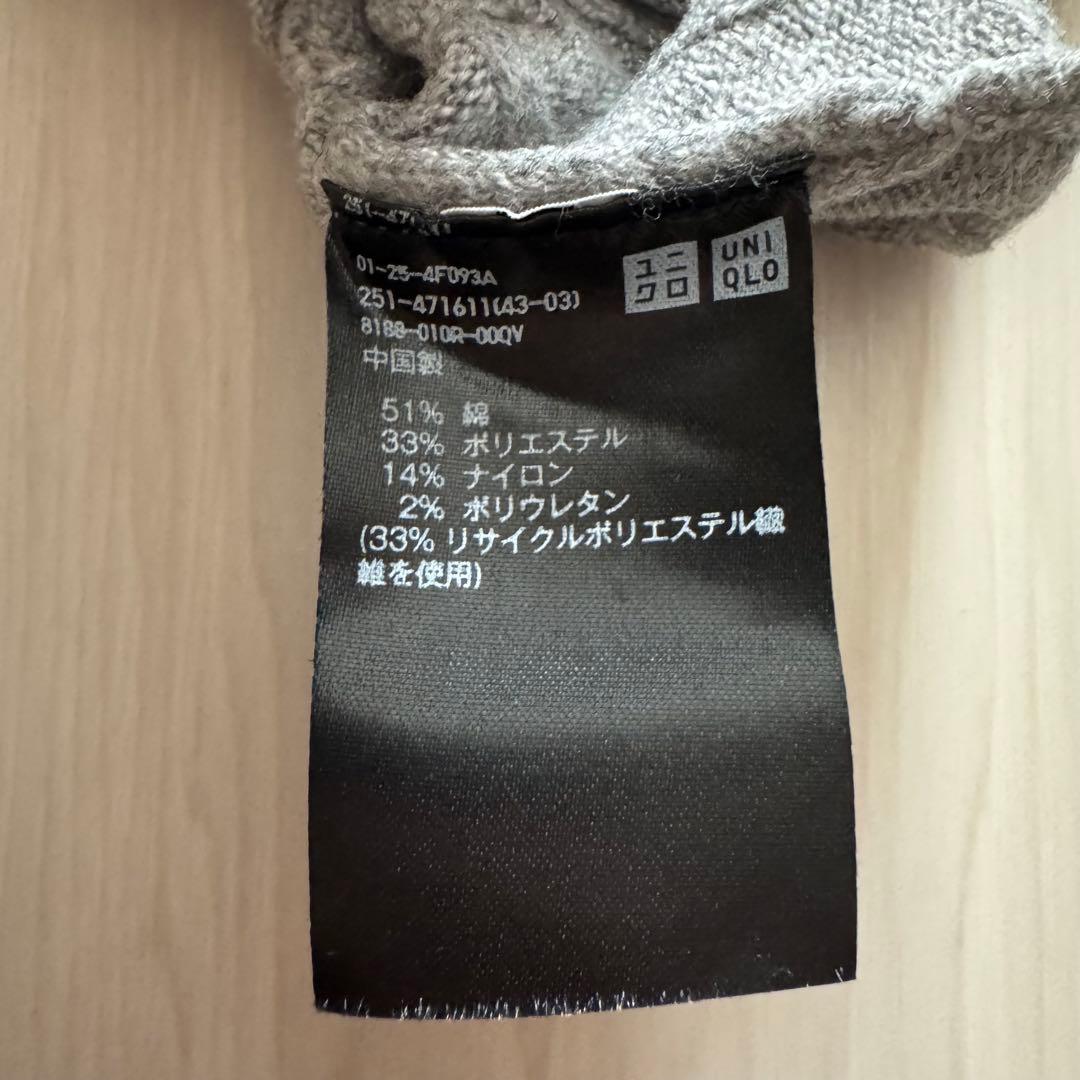 01-25-4F093A
251-471611(43-03)
8188-010R-00QV
中国製
ユニ
クロ
UNI
QLO
51% 綿
33% ポリエステル
14% ナイロン
2% ポリウレタン
(33% リサイクルポリエステル繊
維を使用)